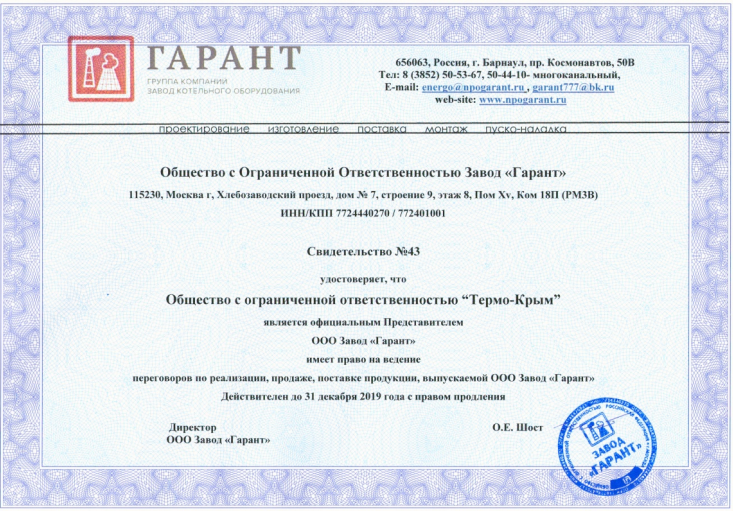 ГАРАНТ
ГРУППА КОМПАНИЙ
ЗАВОД КОТЕЛЬНОГО ОБОРУДОВАНИЯ
656063, Россия, г. Барнаул, пр. Космонавтов, 50В
Тел: 8 (3852) 50-53-67, 50-44-10- многоканальный,
E-mail: energo@npogarant.ru , garant777@bk.ru
web-site: www.npogarant.ru
проектирование изготовление поставка монтаж пуско-наладка
Общество с Ограниченной Ответственностью Завод «Гарант»
115230, Москва г, Хлебозаводский проезд, дом № 7, строение 9, этаж 8, Пом Xv, Ком 18П (РМ3В)
ИНН/КПП 7724440270 / 772401001
Свидетельство №43
удостоверяет, что
Общество с ограниченной ответственностью “Термо-Крым”
является официальным Представителем
ООО Завод «Гарант»
имеет право на ведение
переговоров по реализации, продаже, поставке продукции, выпускаемой ООО Завод «Гарант»
Действителен до 31 декабря 2019 года с правом продления
Директор О.Е. Шост
ООО Завод «Гарант»
ЗАВОД
"ГАРАНТ"